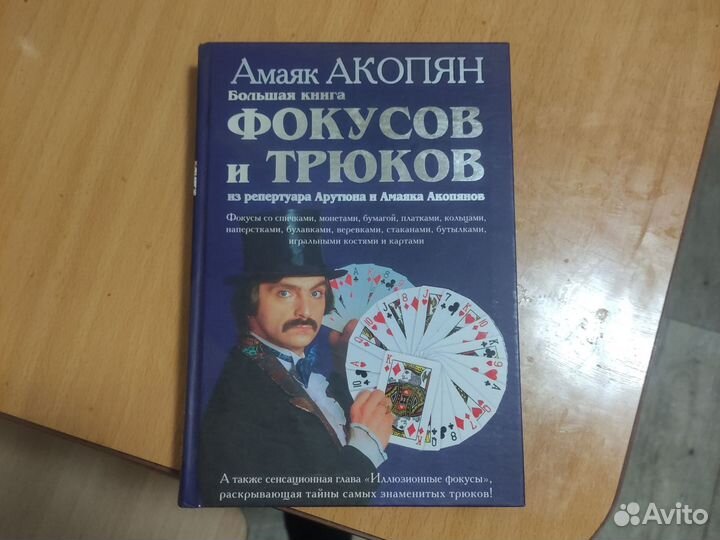 Амаяк АКОПЯН
Большая книга
ФОКУСОВ
и ТРЮКОВ
из репертуара Арутюна и Амаяка Акопянов
Фокусы со спичками, монетами, бумагой, платками, кольцами,
наперстками, булавками, веревками, стаканами, бутылками,
игральными костями и картами
А также сенсационная глава «Иллюзионные фокусы»,
раскрывающая тайны самых знаменитых трюков!
Avito